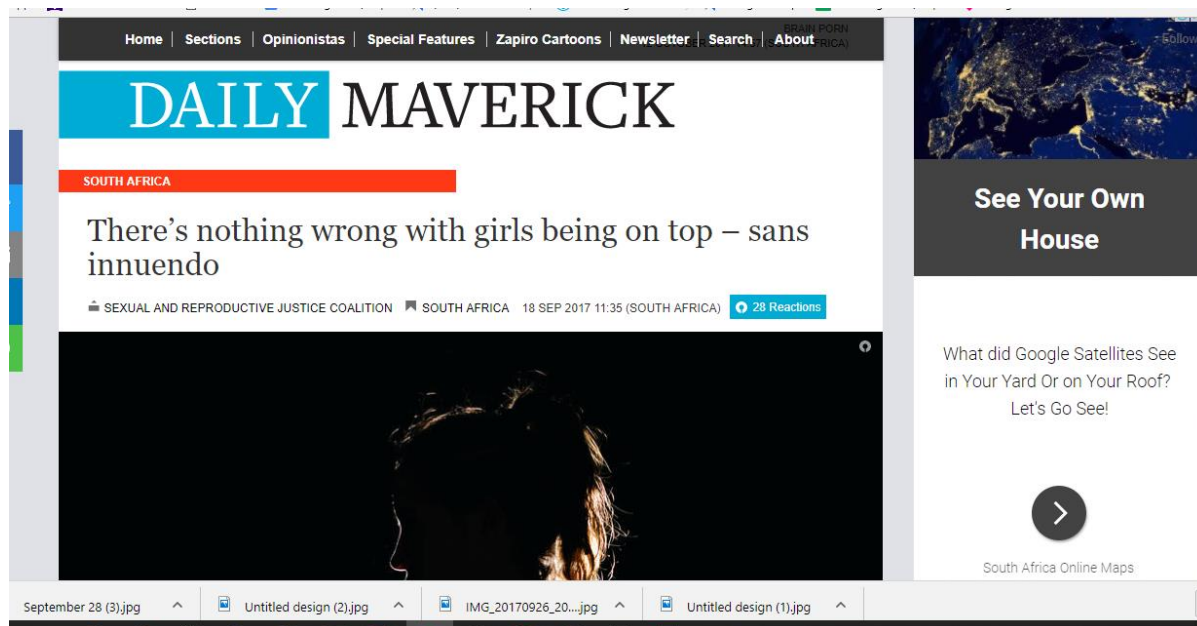 BRAIN PORN
Home | Sections | Opinionistas | Special Features | Zapiro Cartoons | Newsletter | Search | About
Follow
DAILY MAVERICK
SOUTH AFRICA
There's nothing wrong with girls being on top – sans
innuendo
SEXUAL AND REPRODUCTIVE JUSTICE COALITION SOUTH AFRICA 18 SEP 2017 11:35 (SOUTH AFRICA) 28 Reactions
See Your Own
House
What did Google Satellites See
in Your Yard Or on Your Roof?
Let's Go See!
South Africa Online Maps
September 28 (3).jpg Untitled design (2).jpg IMG_20170926_20....jpg Untitled design (1).jpg